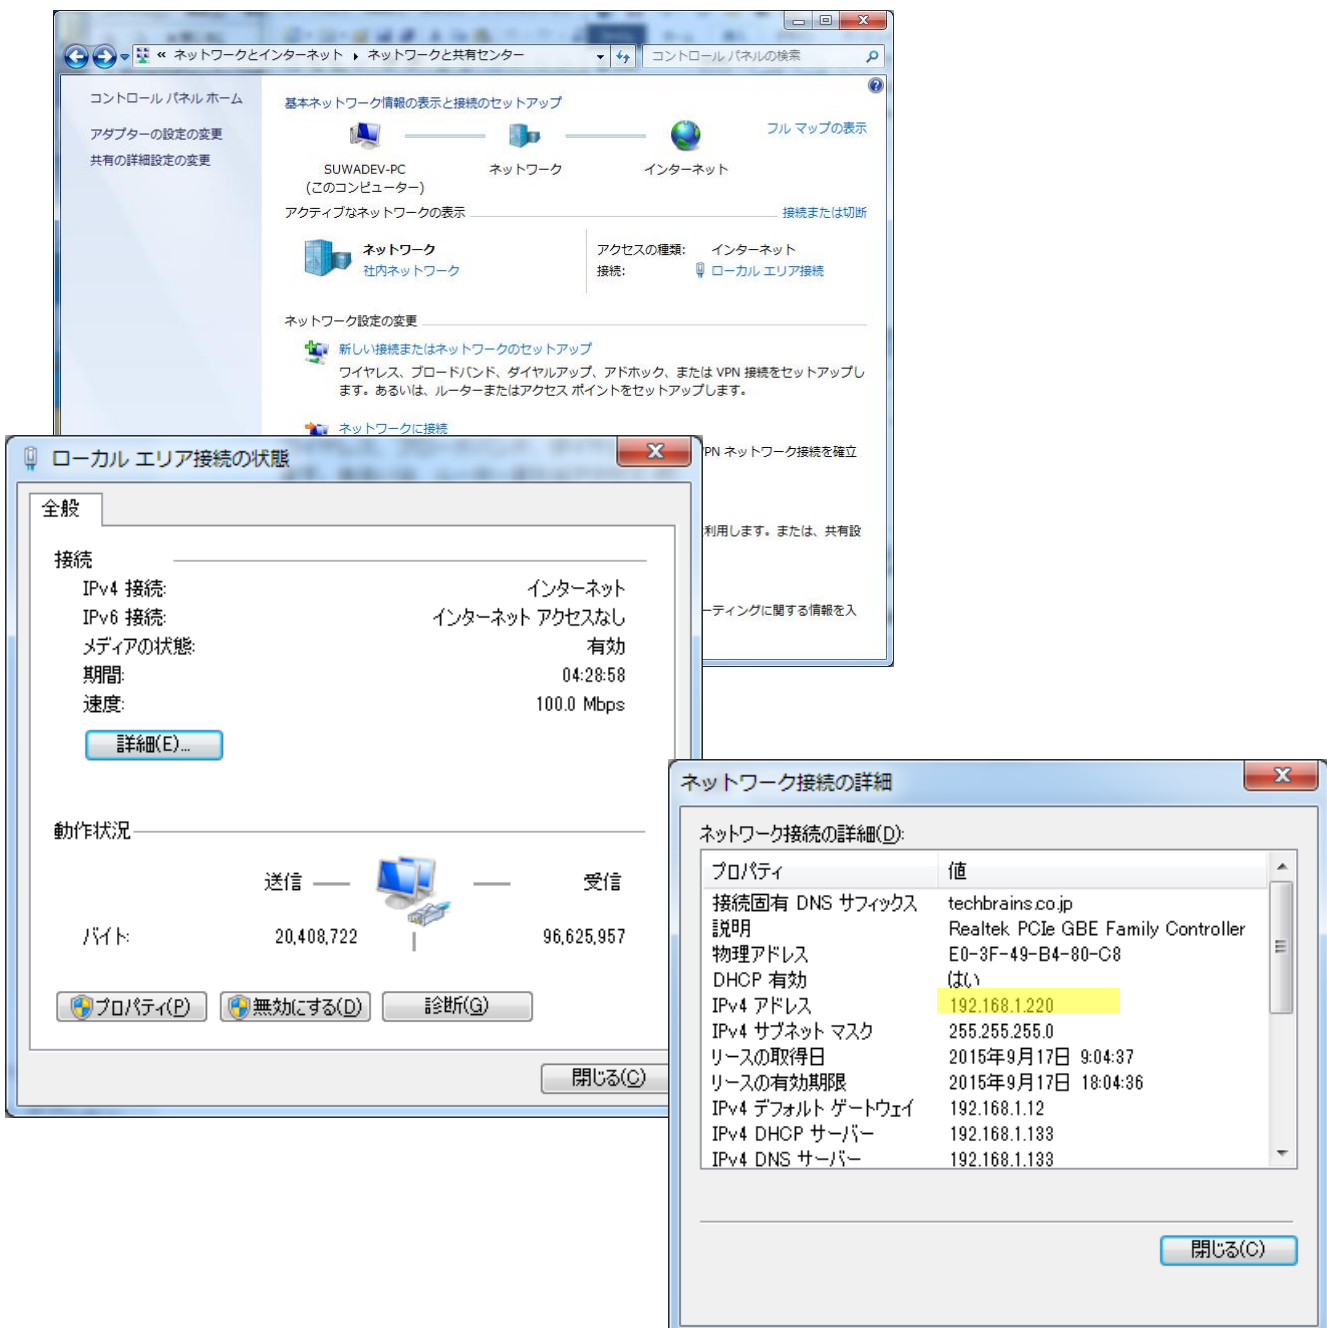 « ネットワークとインターネット ▸ ネットワークと共有センター
コントロール パネルの検索
コントロール パネル ホーム
アダプターの設定の変更
共有の詳細設定の変更
基本ネットワーク情報の表示と接続のセットアップ
フル マップの表示
SUWADEV-PC
(このコンピューター)
ネットワーク
インターネット
アクティブなネットワークの表示
接続または切断
ネットワーク
社内ネットワーク
アクセスの種類: インターネット
接続: ローカル エリア接続
ネットワーク設定の変更
新しい接続またはネットワークのセットアップ
ワイヤレス、ブロードバンド、ダイヤルアップ、アドホック、または VPN 接続をセットアップし
ます。あるいは、ルーターまたはアクセス ポイントをセットアップします。
ネットワークに接続
PN ネットワーク接続を確立
利用します。または、共有設
ーティングに関する情報を入
ローカル エリア接続の状態
全般
接続
IPv4 接続: インターネット
IPv6 接続: インターネット アクセスなし
メディアの状態: 有効
期間: 04:28:58
速度: 100.0 Mbps
詳細(E)...
動作状況
送信 受信
バイト: 20,408,722 96,625,957
プロパティ(P) 無効にする(D) 診断(G)
閉じる(C)
ネットワーク接続の詳細
ネットワーク接続の詳細(D):
プロパティ 値
接続固有 DNS サフィックス techbrains.co.jp
説明 Realtek PCIe GBE Family Controller
物理アドレス E0-3F-49-B4-80-C8
DHCP 有効 はい
IPv4 アドレス 192.168.1.220
IPv4 サブネット マスク 255.255.255.0
リースの取得日 2015年9月17日 9:04:37
リースの有効期限 2015年9月17日 18:04:36
IPv4 デフォルト ゲートウェイ 192.168.1.12
IPv4 DHCP サーバー 192.168.1.133
IPv4 DNS サーバー 192.168.1.133
閉じる(C)